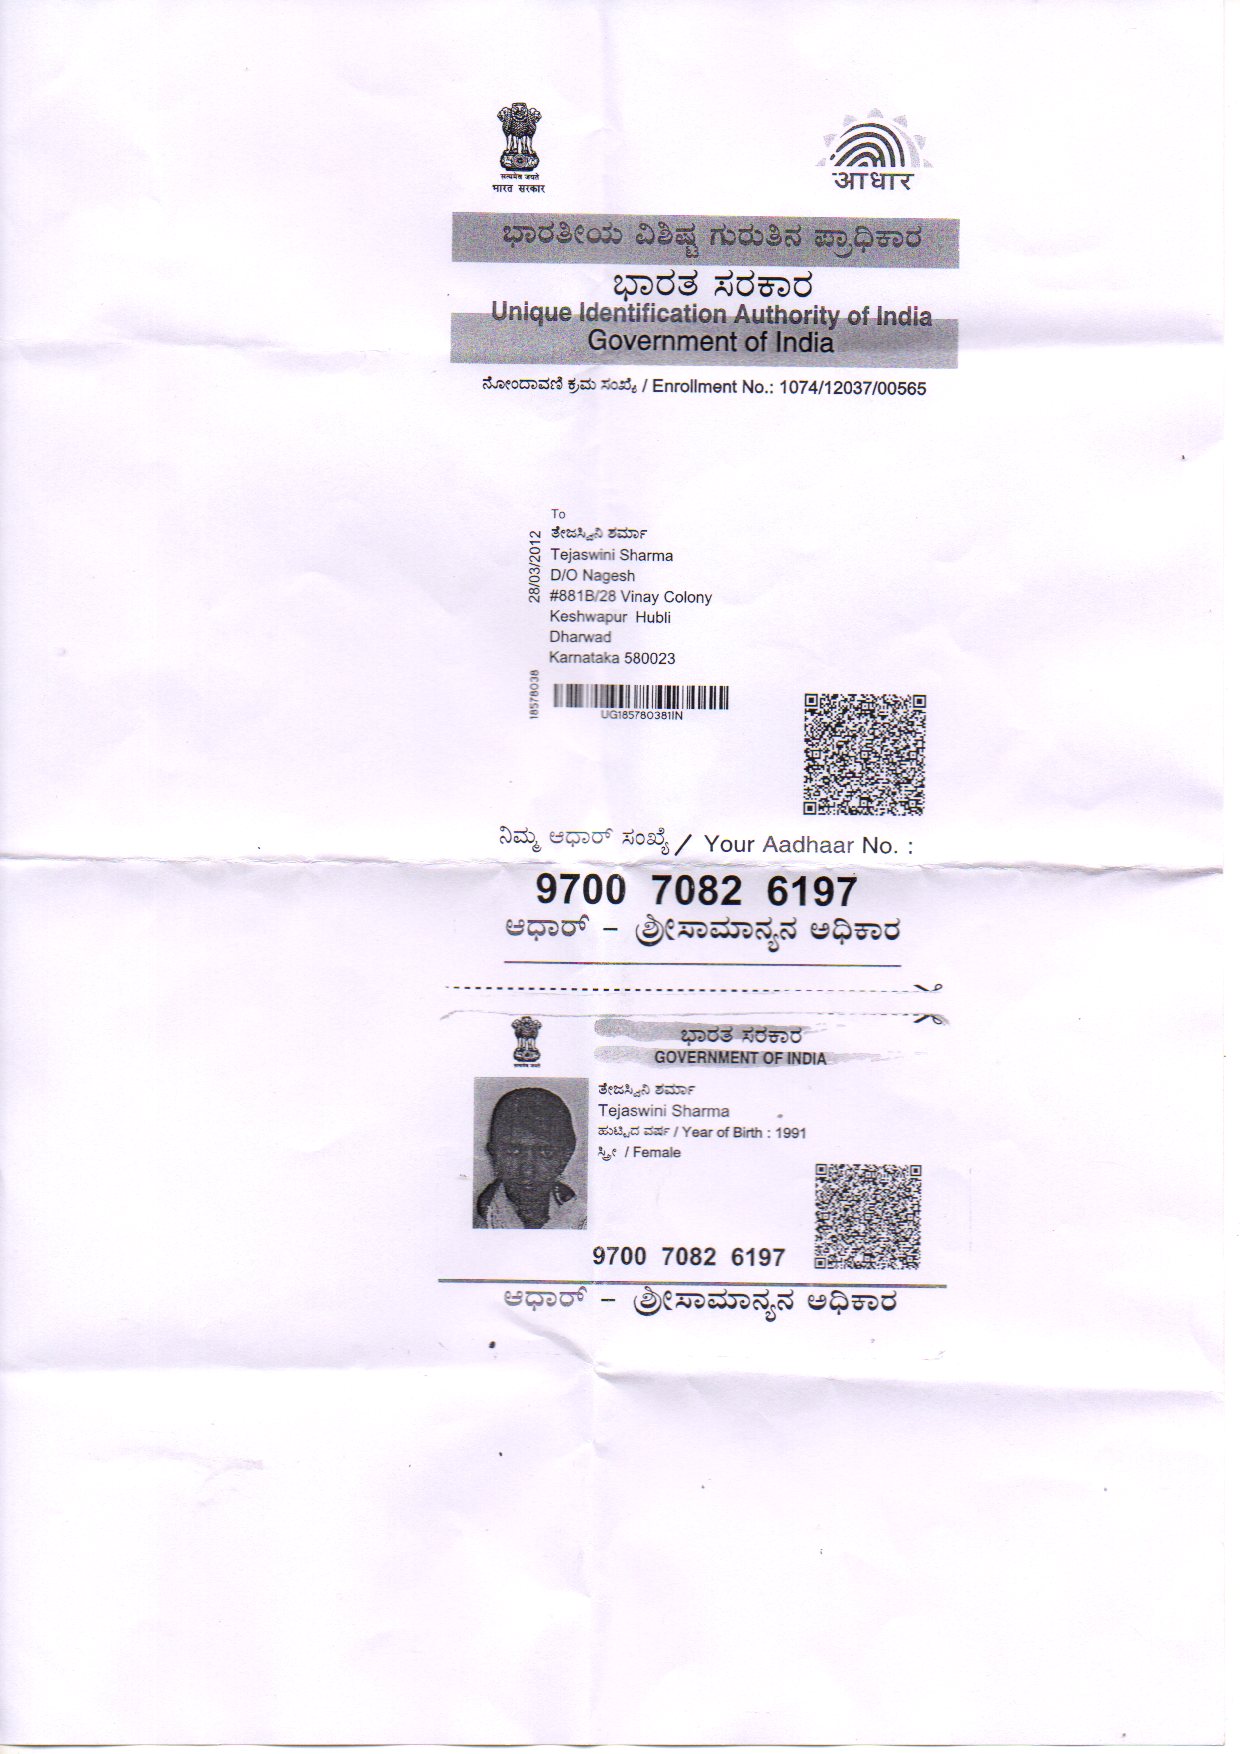 सत्यमेव जयते
भारत सरकार
आधार
ಭಾರತೀಯ ವಿಶಿಷ್ಟ ಗುರುತಿನ ಪ್ರಾಧಿಕಾರ
ಭಾರತ ಸರಕಾರ
Unique Identification Authority of India
Government of India
ನೋಂದಾವಣಿ ಕ್ರಮ ಸಂಖ್ಯೆ / Enrollment No.: 1074/12037/00565
28/03/2012
To
ತೇಜಸ್ವಿನಿ ಶರ್ಮಾ
Tejaswini Sharma
D/O Nagesh
#881B/28 Vinay Colony
Keshwapur Hubli
Dharwad
Karnataka 580023
18578038
UG185780381IN
ನಿಮ್ಮ ಆಧಾರ್ ಸಂಖ್ಯೆ / Your Aadhaar No. :
9700 7082 6197
ಆಧಾರ್ – ಶ್ರೀಸಾಮಾನ್ಯನ ಅಧಿಕಾರ
ಭಾರತ ಸರಕಾರ
GOVERNMENT OF INDIA
सत्यमेव जयते
ತೇಜಸ್ವಿನಿ ಶರ್ಮಾ
Tejaswini Sharma
ಹುಟ್ಟಿದ ವರ್ಷ / Year of Birth : 1991
ಸ್ತ್ರೀ / Female
9700 7082 6197
ಆಧಾರ್ – ಶ್ರೀಸಾಮಾನ್ಯನ ಅಧಿಕಾರ